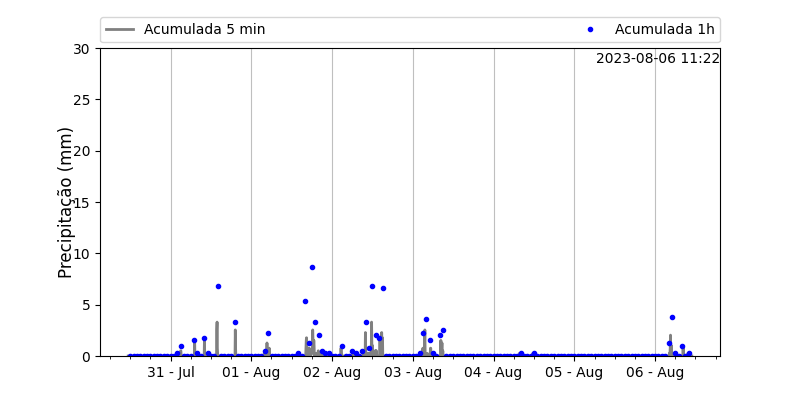 Acumulada 5 min
Acumulada 1h
2023-08-06 11:22
Precipitação (mm)
30
25
20
15
10
5
0
31 - Jul
01 - Aug
02 - Aug
03 - Aug
04 - Aug
05 - Aug
06 - Aug